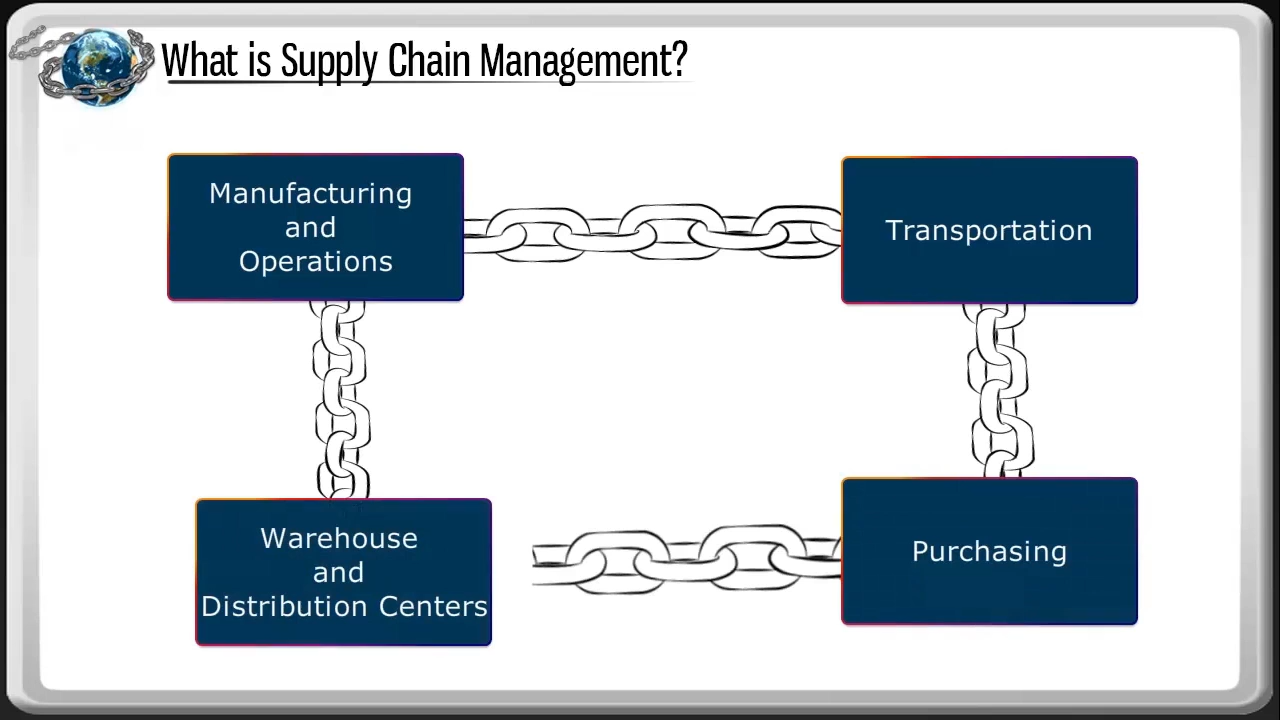 What is Supply Chain Management?
Manufacturing
and
Operations
Transportation
Warehouse
and
Distribution Centers
Purchasing